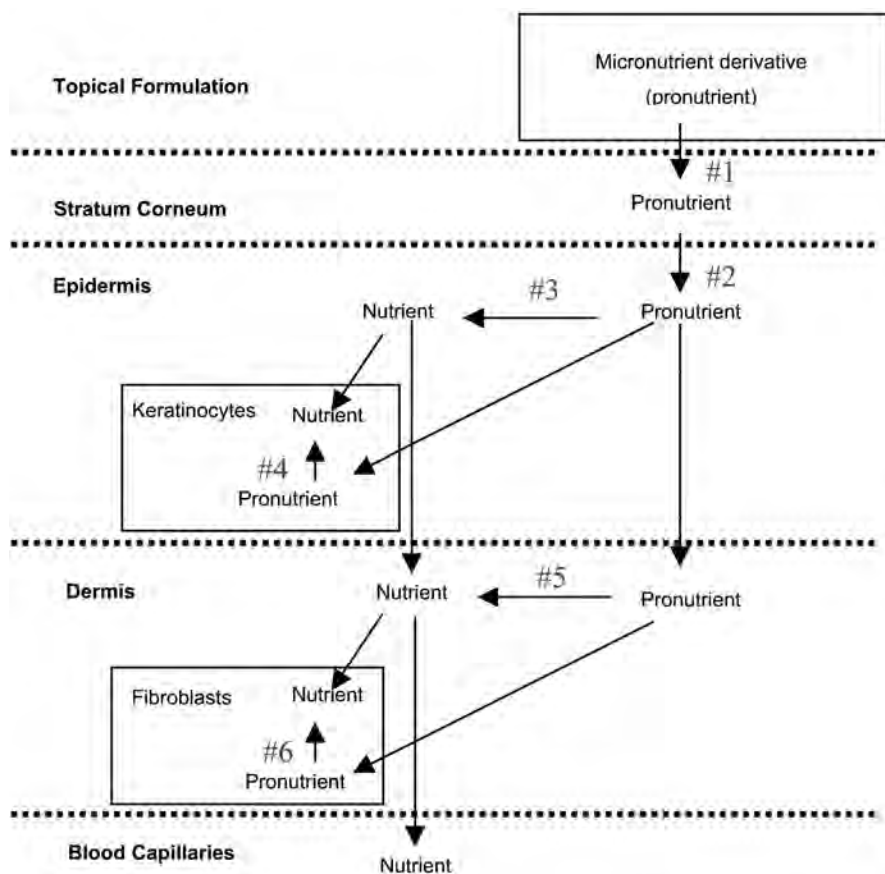 Micronutrient derivative
(pronutrient)
Topical Formulation
#1
Pronutrient
Stratum Corneum
Epidermis
#2
#3
Nutrient
Pronutrient
Keratinocytes
Nutrient
#4
Pronutrient
Dermis
#5
Nutrient
Pronutrient
Fibroblasts
Nutrient
#6
Pronutrient
Blood Capillaries
Nutrient